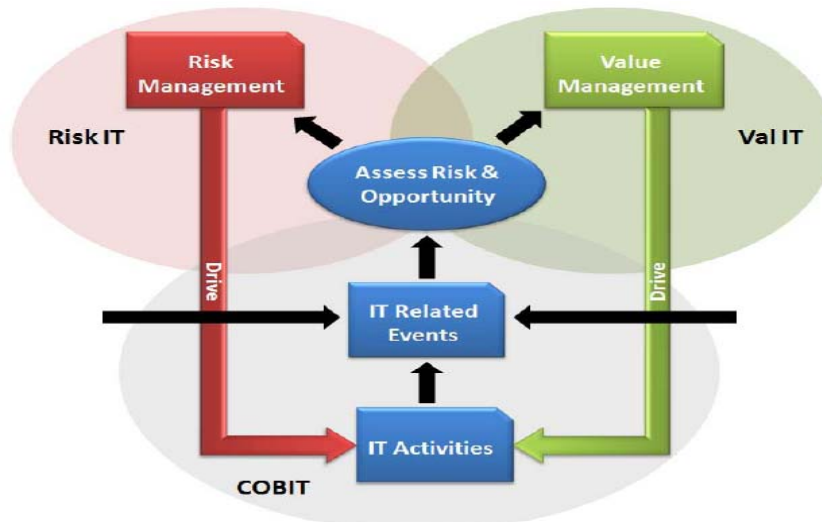 Risk
Management
Value
Management
Risk IT
Val IT
Assess Risk &
Opportunity
Drive
Drive
IT Related
Events
IT Activities
COBIT